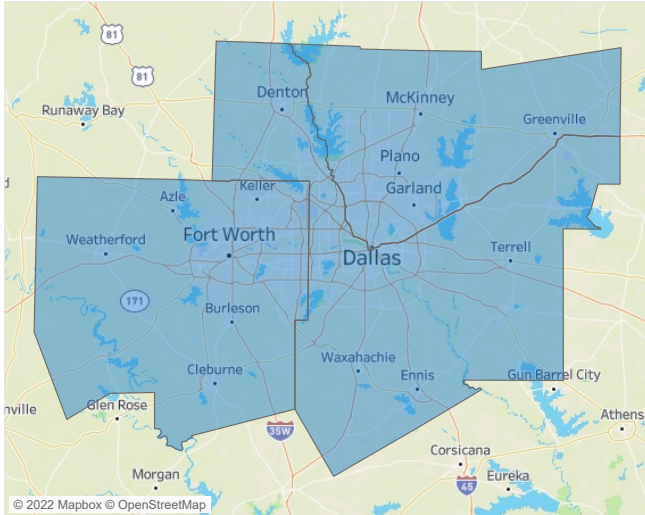 81
81
Runaway Bay
Denton
McKinney
Greenville
Plano
Garland
Keller
Azle
Fort Worth
Weatherford
Dallas
Terrell
171
Burleson
Waxahachie
Cleburne
Ennis
Gun Barrel City
nville
Glen Rose
Athens
35W
Corsicana
Morgan
Eureka
45
© 2022 Mapbox © OpenStreetMap
d